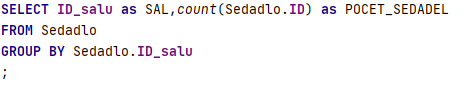 SELECT ID_salu as SAL,count(Sedadlo.ID) as POCET_SEDADEL
FROM Sedadlo
GROUP BY Sedadlo.ID_salu
;